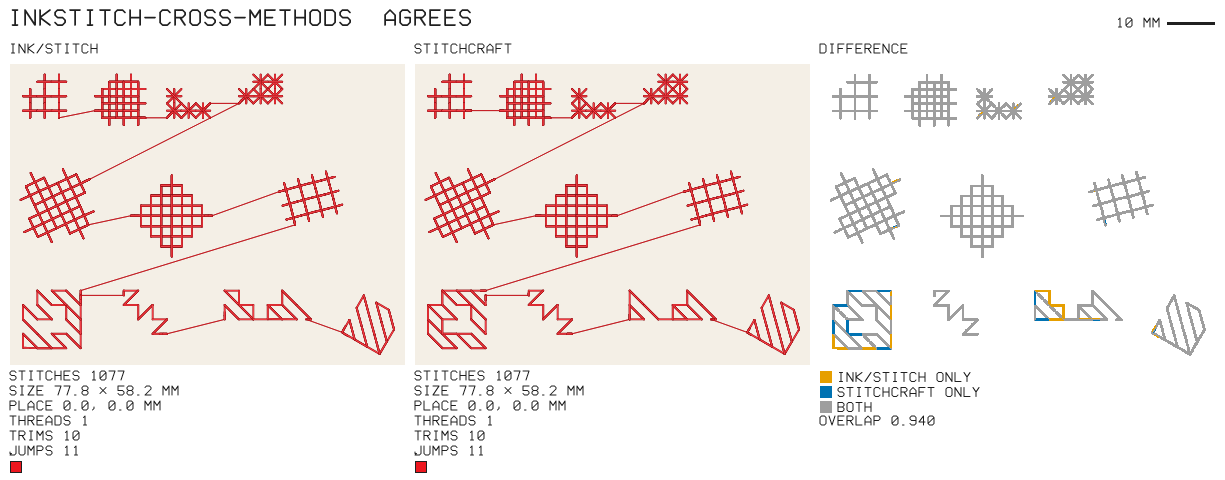 INKSTITCH-CROSS-METHODS AGREES
10 MM
INK/STITCH
STITCHCRAFT
DIFFERENCE
STITCHES 1077
SIZE 77.8 × 58.2 MM
PLACE 0.0, 0.0 MM
THREADS 1
TRIMS 10
JUMPS 11
STITCHES 1077
SIZE 77.8 × 58.2 MM
PLACE 0.0, 0.0 MM
THREADS 1
TRIMS 10
JUMPS 11
INK/STITCH ONLY
STITCHCRAFT ONLY
BOTH
OVERLAP 0.940